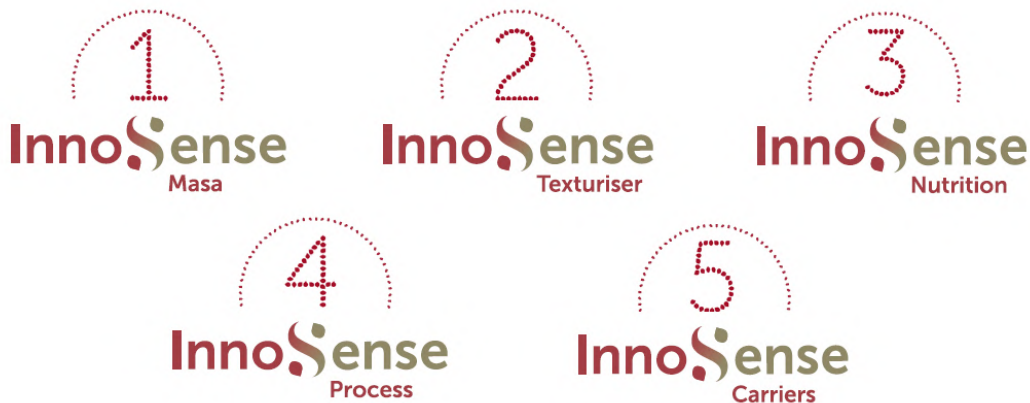 1
InnoSense
Masa
2
InnoSense
Texturiser
3
InnoSense
Nutrition
4
InnoSense
Process
5
InnoSense
Carriers